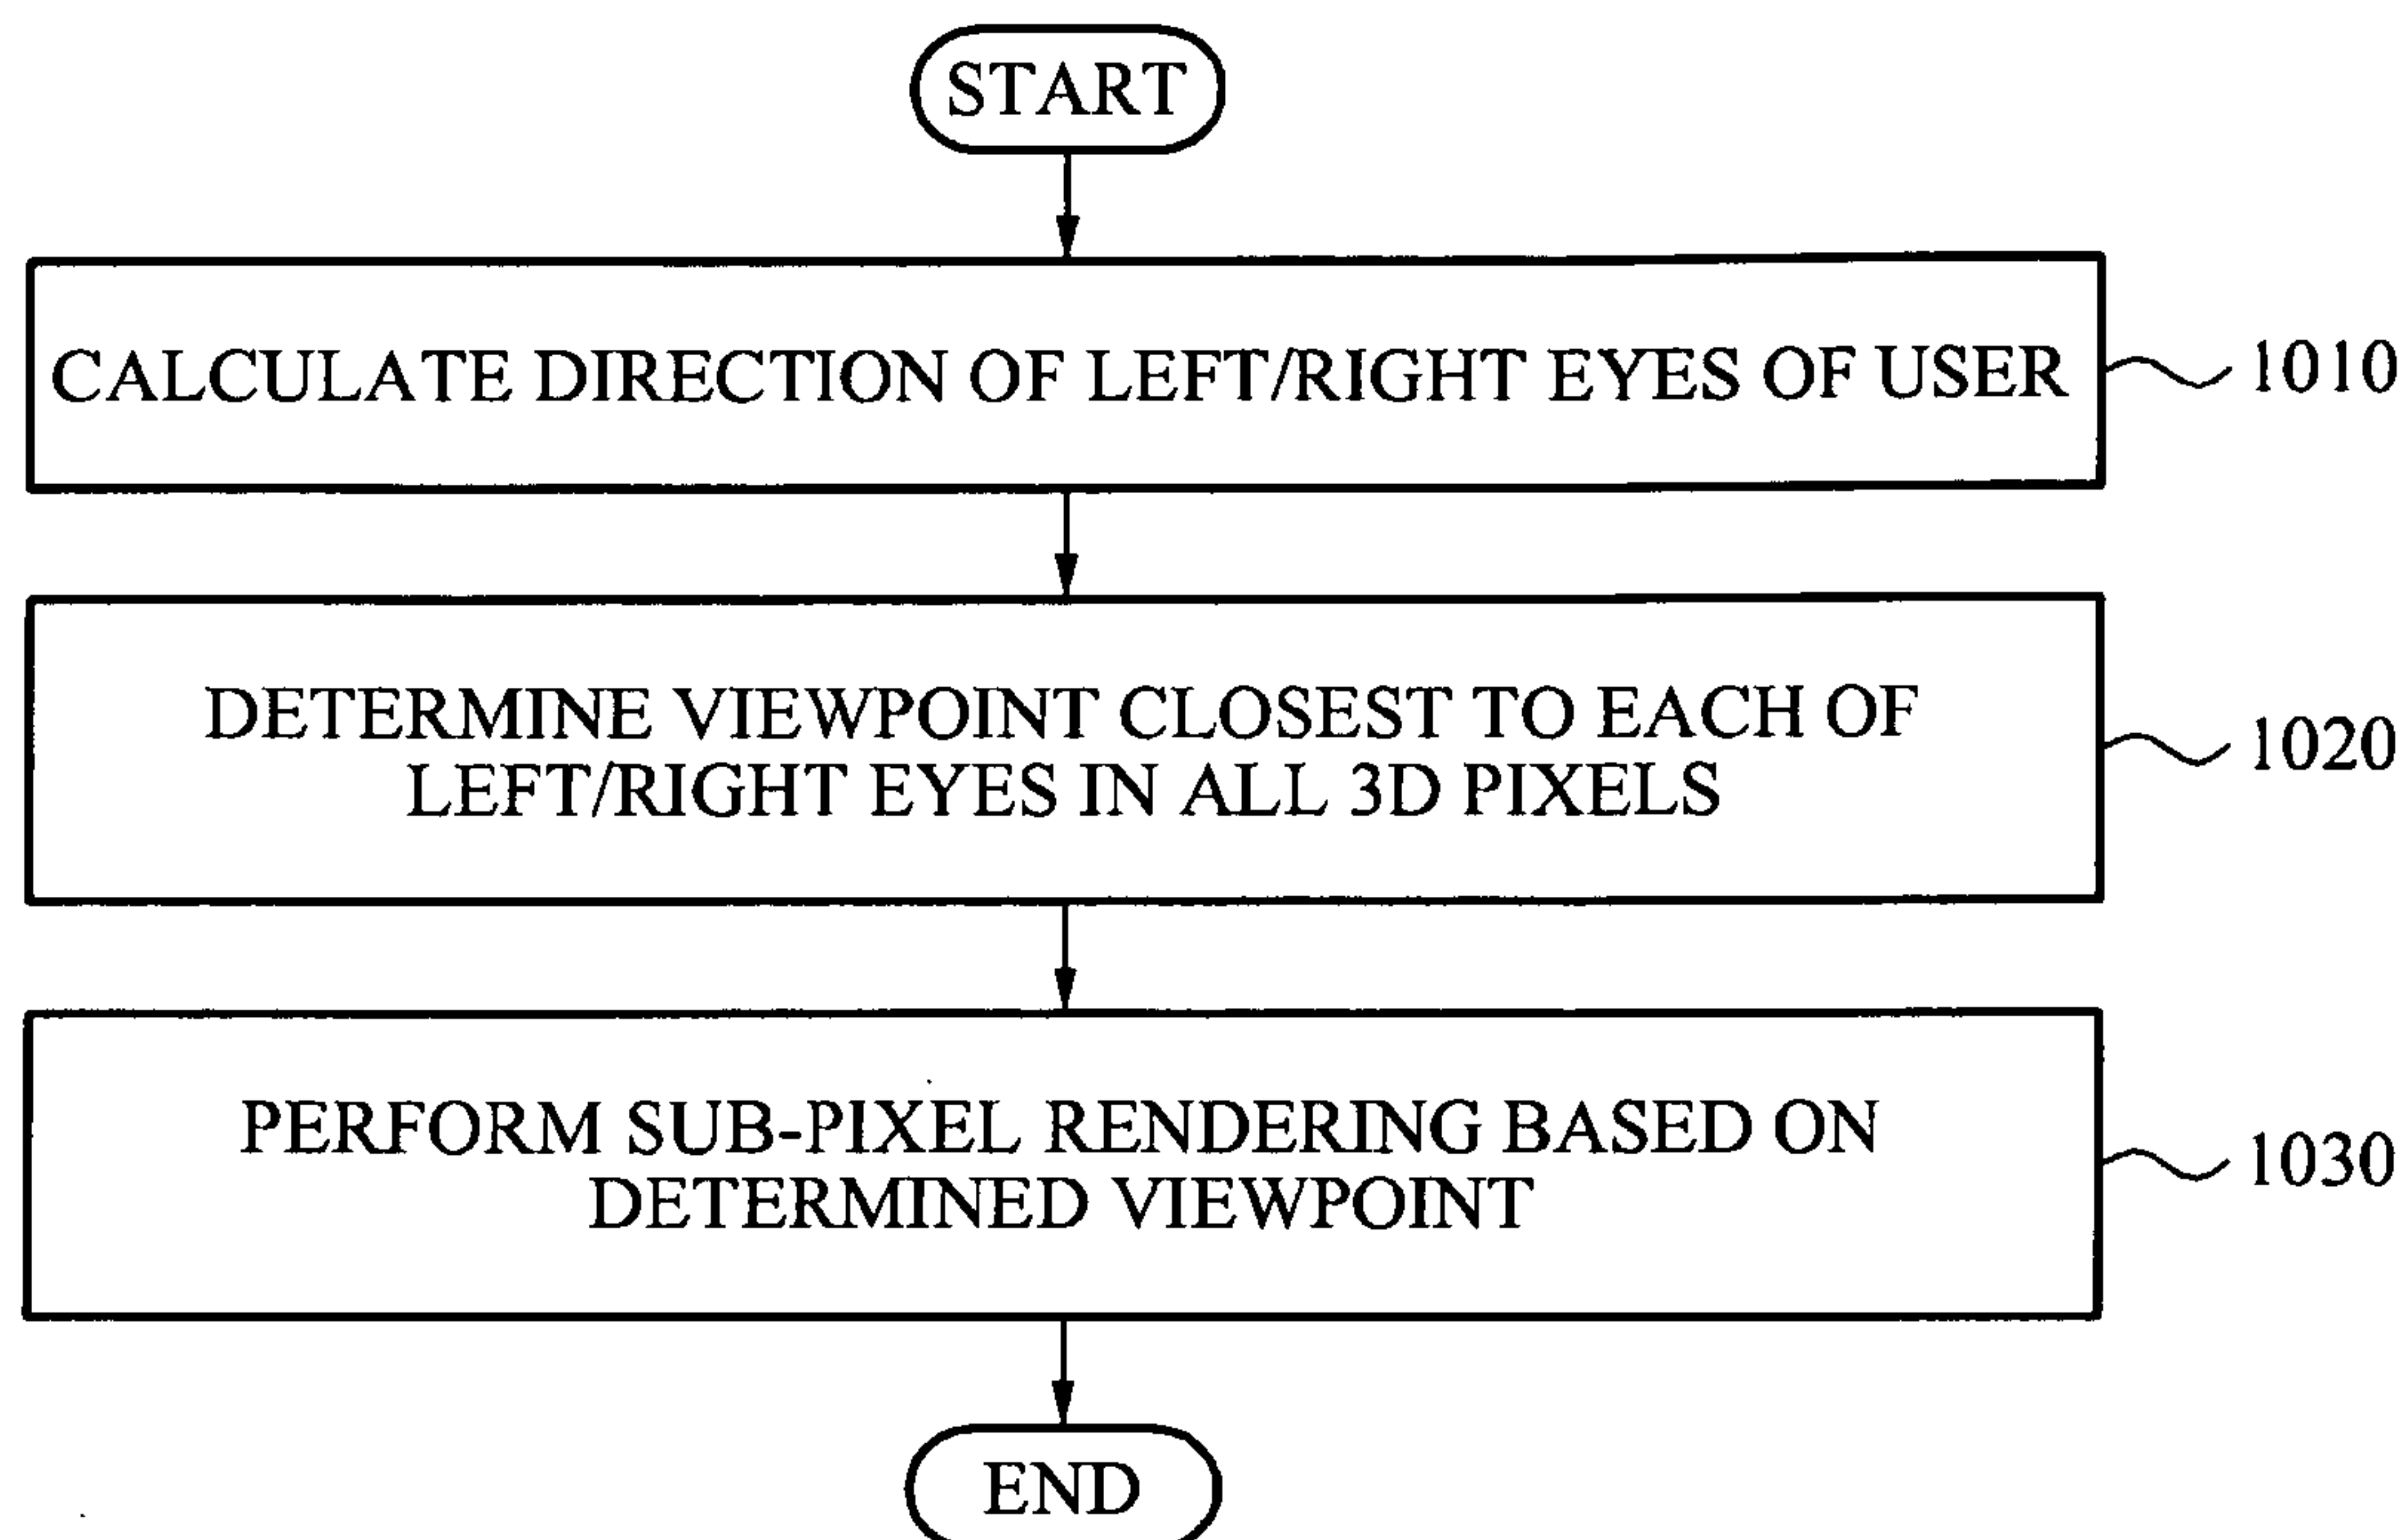 START
CALCULATE DIRECTION OF LEFT/RIGHT EYES OF USER
1010
DETERMINE VIEWPOINT CLOSEST TO EACH OF
LEFT/RIGHT EYES IN ALL 3D PIXELS
1020
PERFORM SUB-PIXEL RENDERING BASED ON
DETERMINED VIEWPOINT
1030
END